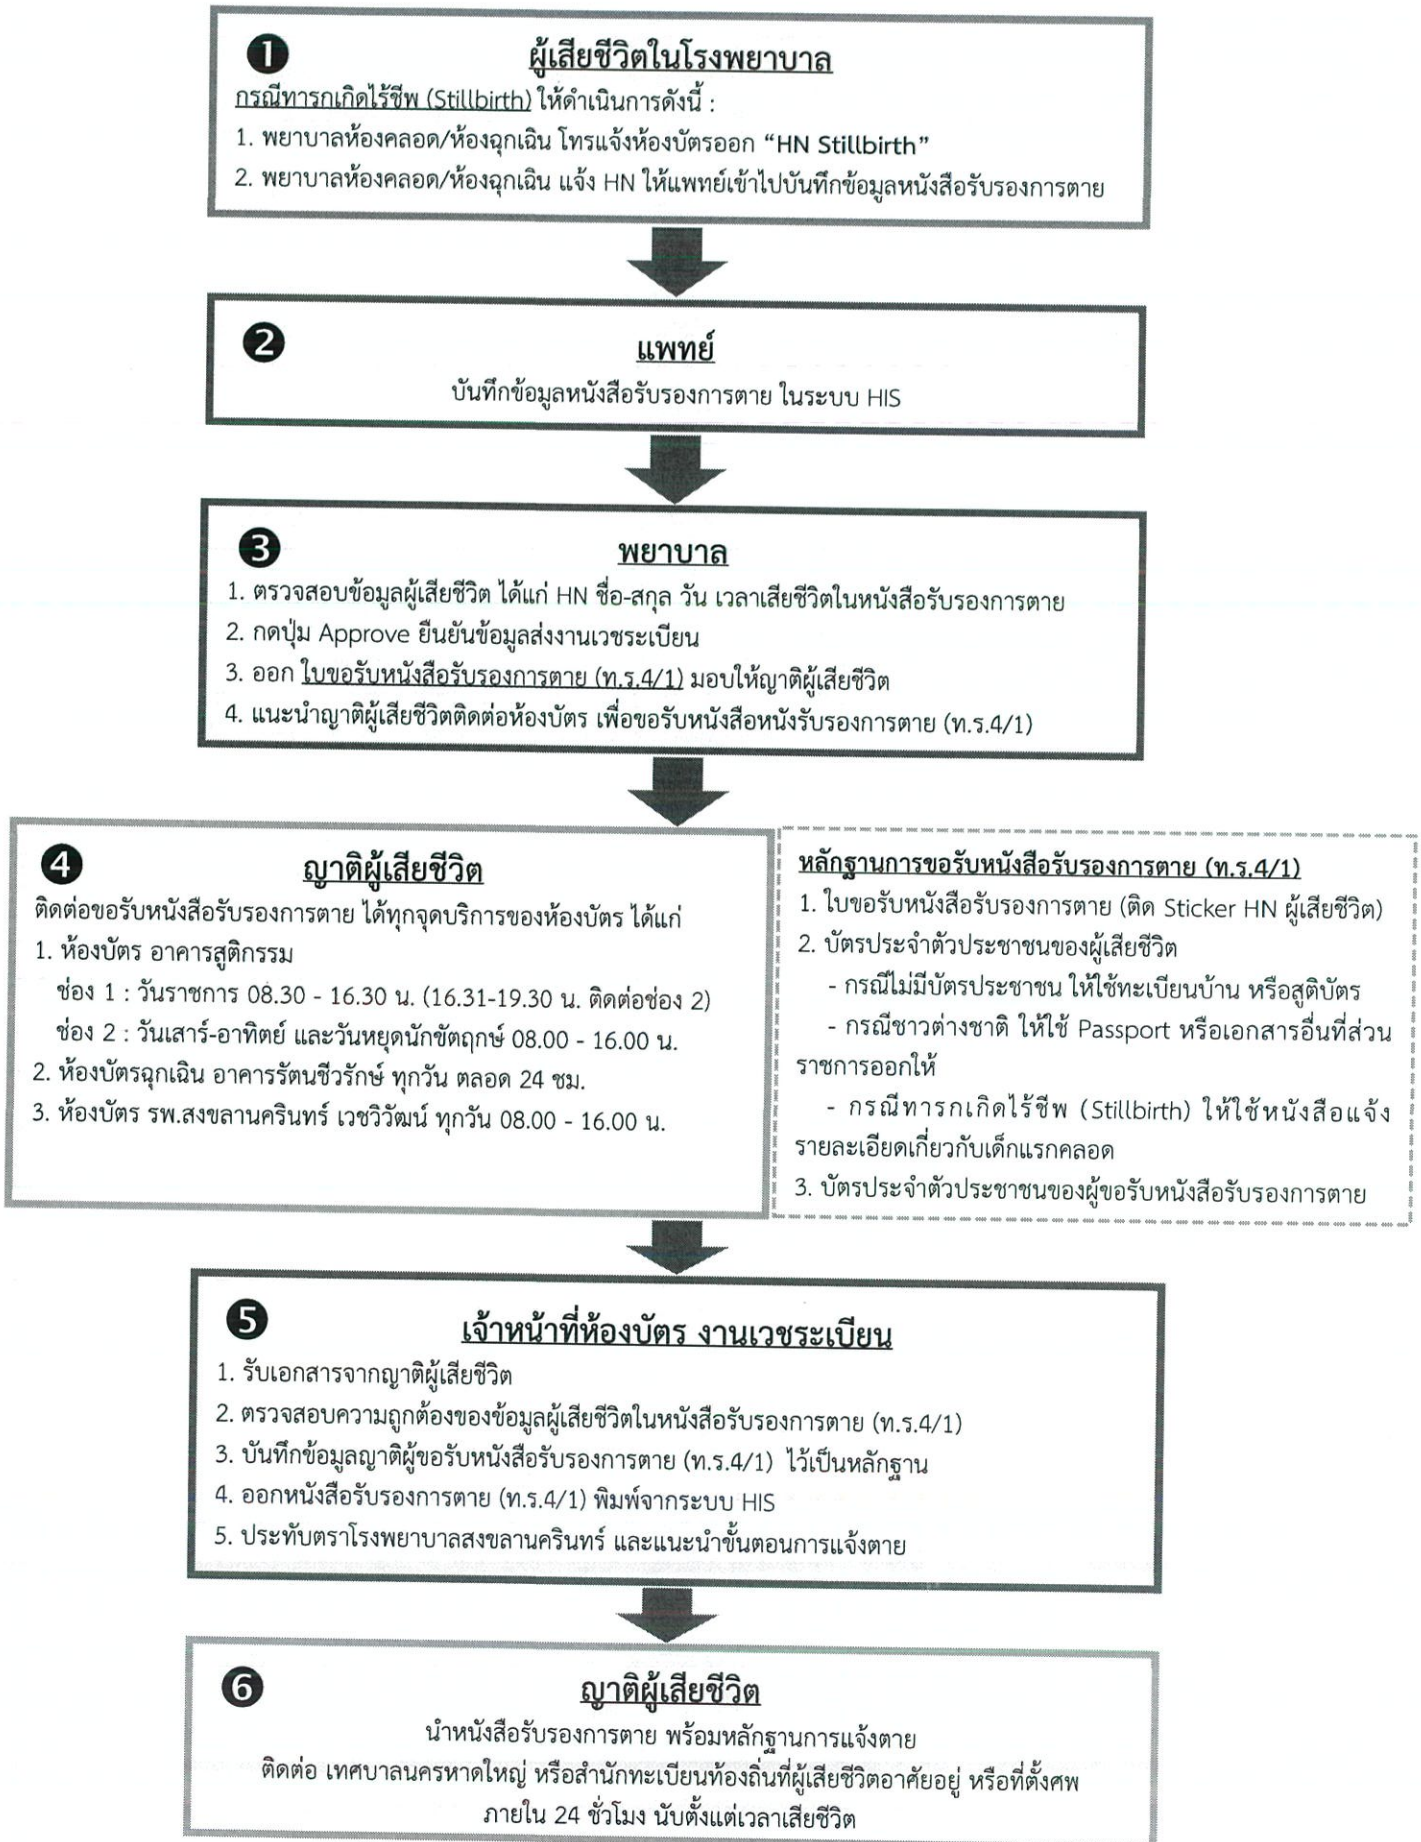 ❶ ผู้เสียชีวิตในโรงพยาบาล
กรณีทารกเกิดไร้ชีพ (Stillbirth) ให้ดำเนินการดังนี้ :
1. พยาบาลห้องคลอด/ห้องฉุกเฉิน โทรแจ้งห้องบัตรออก “HN Stillbirth”
2. พยาบาลห้องคลอด/ห้องฉุกเฉิน แจ้ง HN ให้แพทย์เข้าไปบันทึกข้อมูลหนังสือรับรองการตาย
❷ แพทย์
บันทึกข้อมูลหนังสือรับรองการตาย ในระบบ HIS
❸ พยาบาล
1. ตรวจสอบข้อมูลผู้เสียชีวิต ได้แก่ HN ชื่อ-สกุล วัน เวลาเสียชีวิตในหนังสือรับรองการตาย
2. กดปุ่ม Approve ยืนยันข้อมูลส่งงานเวชระเบียน
3. ออก ใบขอรับหนังสือรับรองการตาย (ท.ร.4/1) มอบให้ญาติผู้เสียชีวิต
4. แนะนำญาติผู้เสียชีวิตติดต่อห้องบัตร เพื่อขอรับหนังสือหนังรับรองการตาย (ท.ร.4/1)
❹ ญาติผู้เสียชีวิต
ติดต่อขอรับหนังสือรับรองการตาย ได้ทุกจุดบริการของห้องบัตร ได้แก่
1. ห้องบัตร อาคารสูติกรรม
ช่อง 1 : วันราชการ 08.30 - 16.30 น. (16.31-19.30 น. ติดต่อช่อง 2)
ช่อง 2 : วันเสาร์-อาทิตย์ และวันหยุดนักขัตฤกษ์ 08.00 - 16.00 น.
2. ห้องบัตรฉุกเฉิน อาคารรัตนชีวรักษ์ ทุกวัน ตลอด 24 ชม.
3. ห้องบัตร รพ.สงขลานครินทร์ เวชวิวัฒน์ ทุกวัน 08.00 - 16.00 น.
หลักฐานการขอรับหนังสือรับรองการตาย (ท.ร.4/1)
1. ใบขอรับหนังสือรับรองการตาย (ติด Sticker HN ผู้เสียชีวิต)
2. บัตรประจำตัวประชาชนของผู้เสียชีวิต
- กรณีไม่มีบัตรประชาชน ให้ใช้ทะเบียนบ้าน หรือสูติบัตร
- กรณีชาวต่างชาติ ให้ใช้ Passport หรือเอกสารอื่นที่ส่วน
ราชการออกให้
- กรณีทารกเกิดไร้ชีพ (Stillbirth) ให้ใช้หนังสือแจ้ง
รายละเอียดเกี่ยวกับเด็กแรกคลอด
3. บัตรประจำตัวประชาชนของผู้ขอรับหนังสือรับรองการตาย
❺ เจ้าหน้าที่ห้องบัตร งานเวชระเบียน
1. รับเอกสารจากญาติผู้เสียชีวิต
2. ตรวจสอบความถูกต้องของข้อมูลผู้เสียชีวิตในหนังสือรับรองการตาย (ท.ร.4/1)
3. บันทึกข้อมูลญาติผู้ขอรับหนังสือรับรองการตาย (ท.ร.4/1) ไว้เป็นหลักฐาน
4. ออกหนังสือรับรองการตาย (ท.ร.4/1) พิมพ์จากระบบ HIS
5. ประทับตราโรงพยาบาลสงขลานครินทร์ และแนะนำขั้นตอนการแจ้งตาย
❻ ญาติผู้เสียชีวิต
นำหนังสือรับรองการตาย พร้อมหลักฐานการแจ้งตาย
ติดต่อ เทศบาลนครหาดใหญ่ หรือสำนักทะเบียนท้องถิ่นที่ผู้เสียชีวิตอาศัยอยู่ หรือที่ตั้งศพ
ภายใน 24 ชั่วโมง นับตั้งแต่เวลาเสียชีวิต